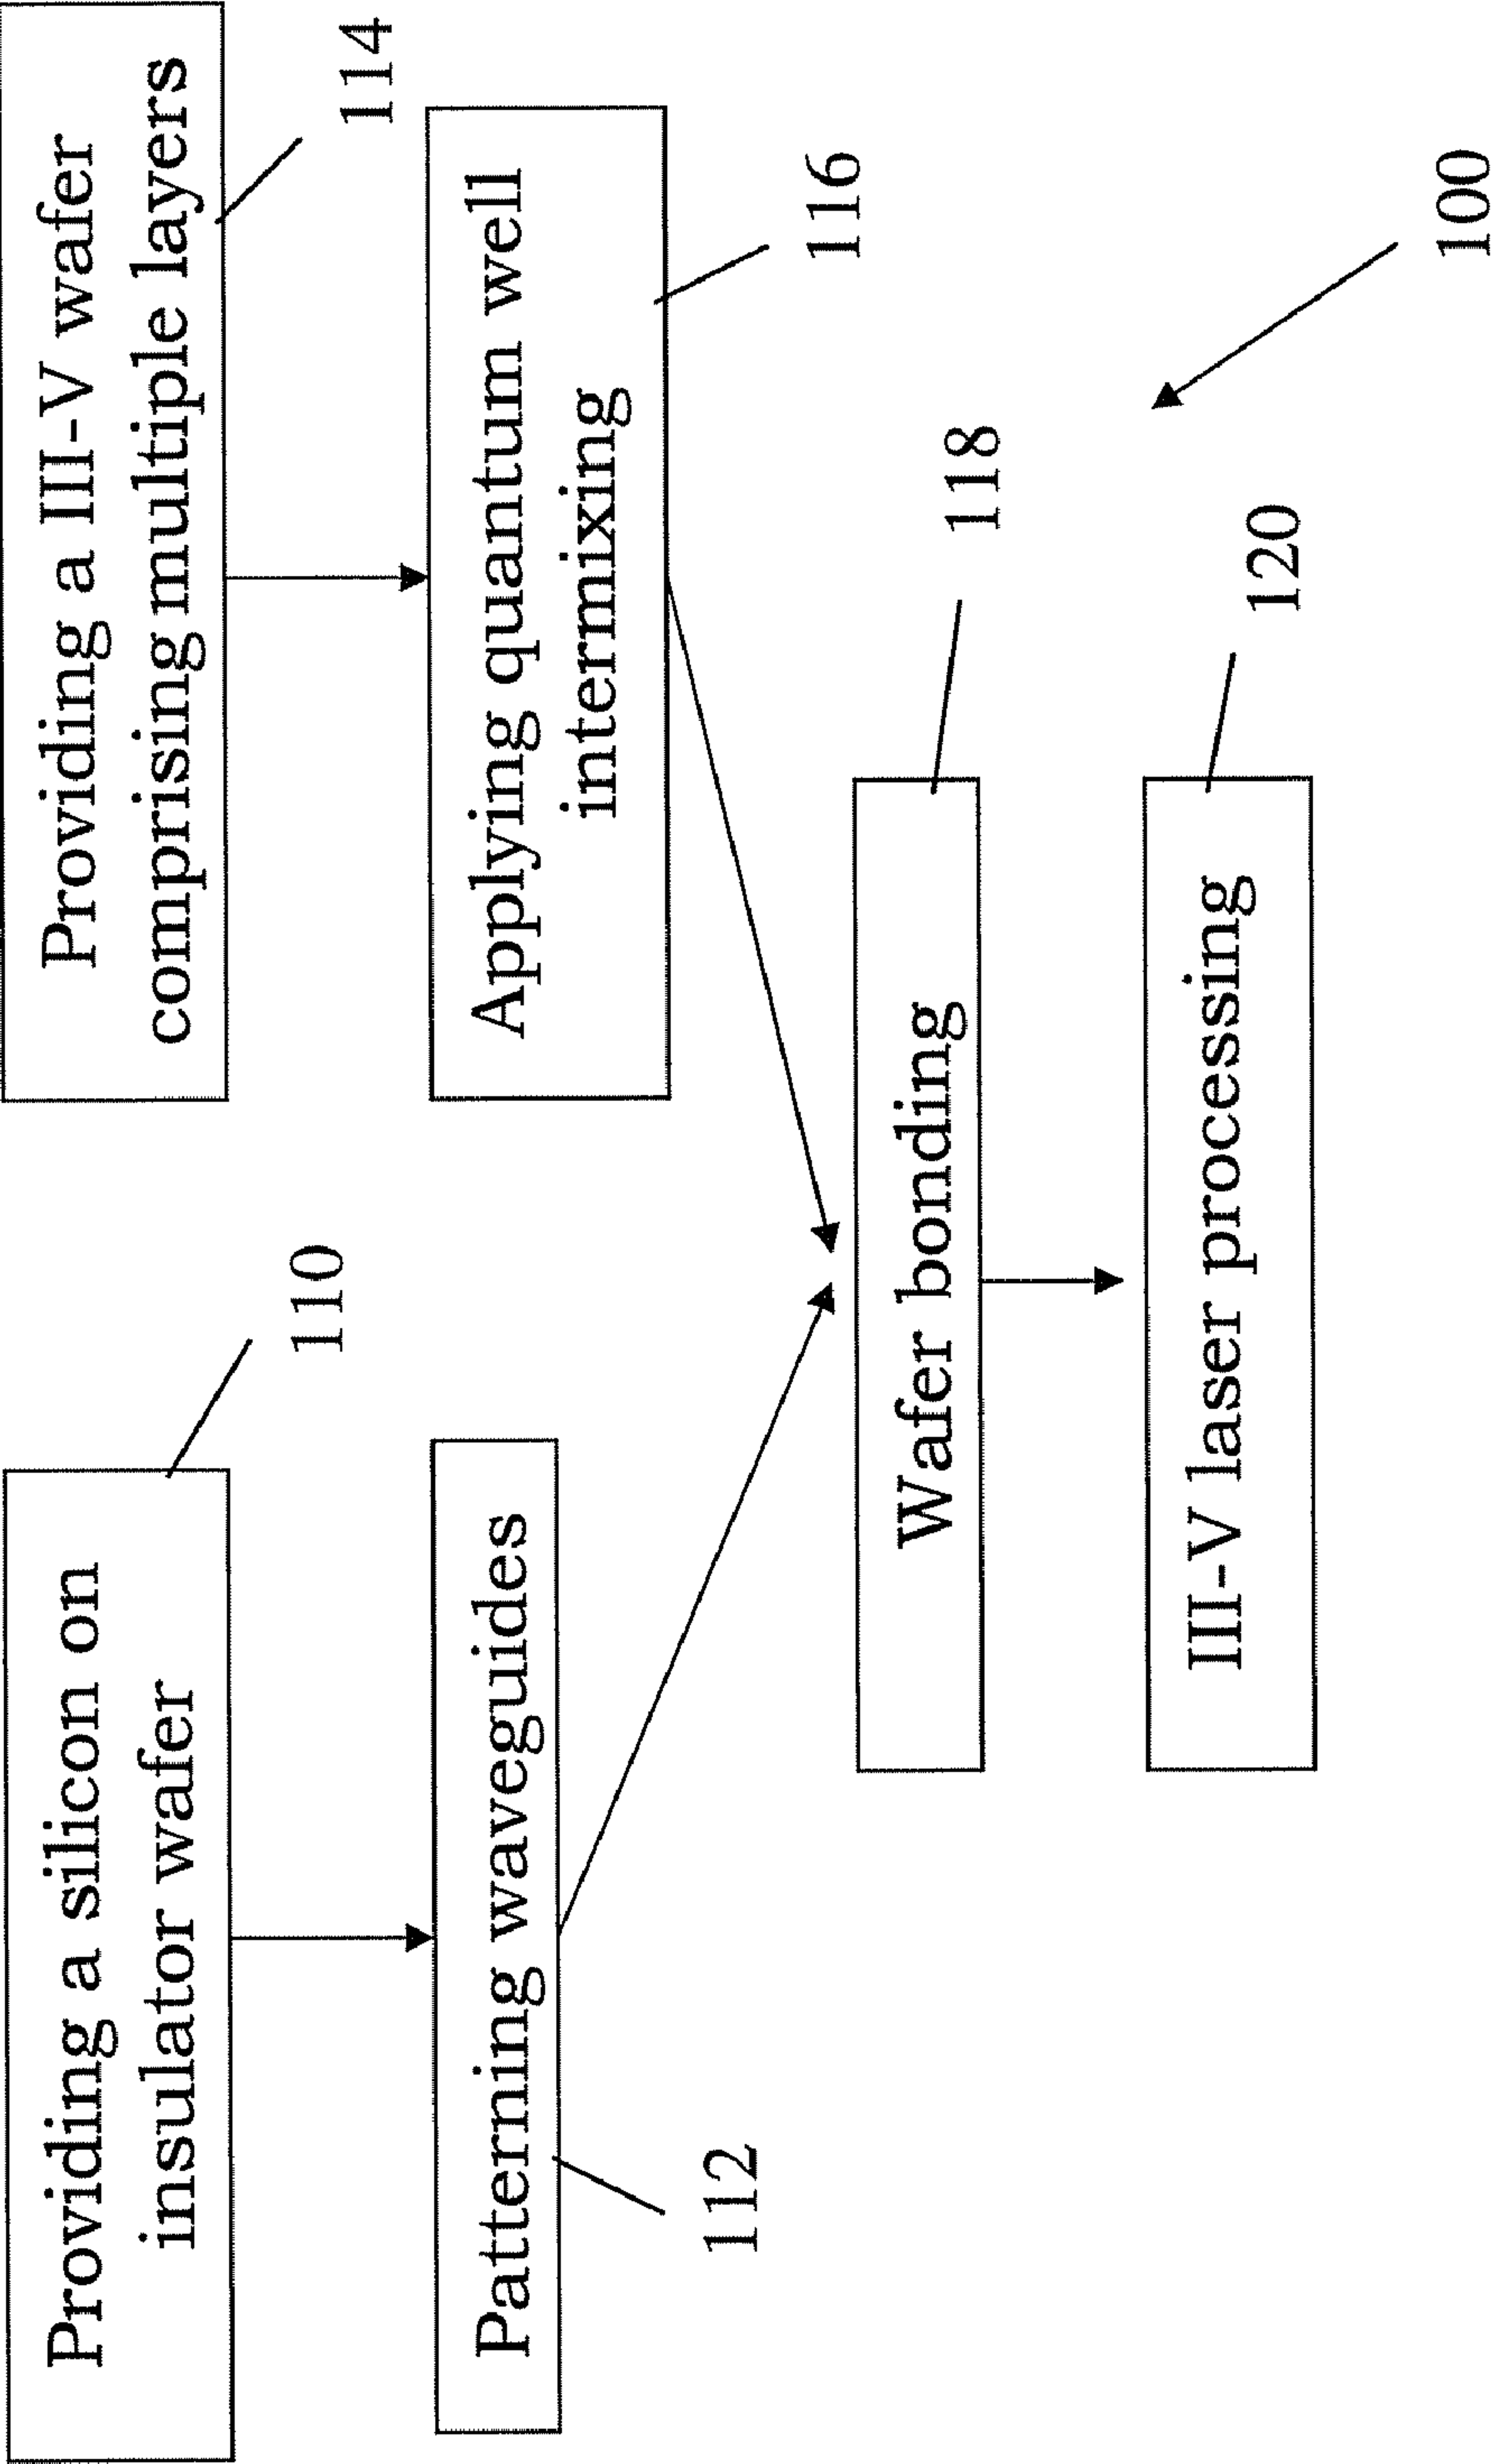 Providing a silicon on
insulator wafer
110
Providing a III-V wafer
comprising multiple layers
114
Patterning waveguides
112
Applying quantum well
intermixing
116
Wafer bonding
118
III-V laser processing
120
100